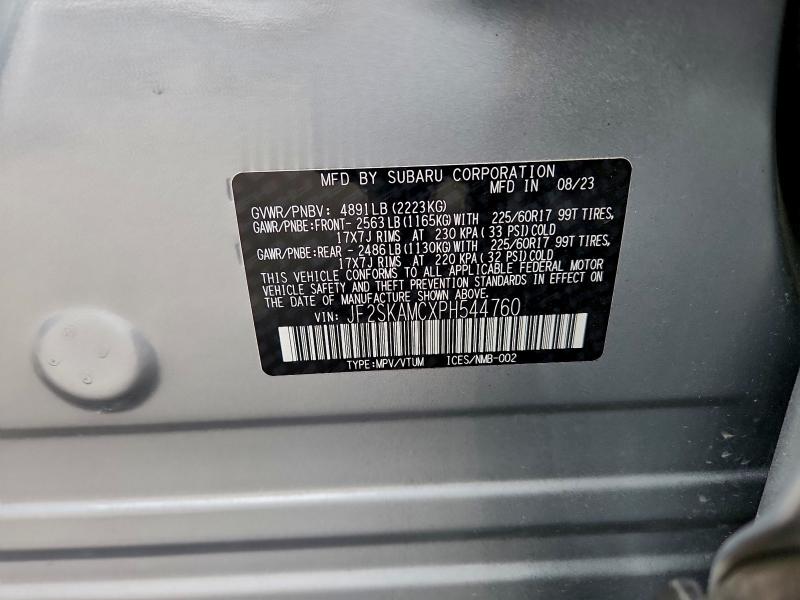 MFD BY SUBARU CORPORATION
MFD IN 08/23
GVWR/PNBV: 4891LB(2223KG)
GAWR/PNBE:FRONT- 2563LB(1165KG)WITH 225/60R17 99T TIRES,
17X7J RIMS AT 230 KPA( 33 PSI)COLD
GAWR/PNBE:REAR - 2486LB(1130KG)WITH 225/60R17 99T TIRES,
17X7J RIMS AT 220 KPA( 32 PSI)COLD
THIS VEHICLE CONFORMS TO ALL APPLICABLE FEDERAL MOTOR
VEHICLE SAFETY AND THEFT PREVENTION STANDARDS IN EFFECT ON
THE DATE OF MANUFACTURE SHOWN ABOVE.
VIN: JF2SKAMCXPH544760
TYPE:MPV/VTUM ICES/NMB-002